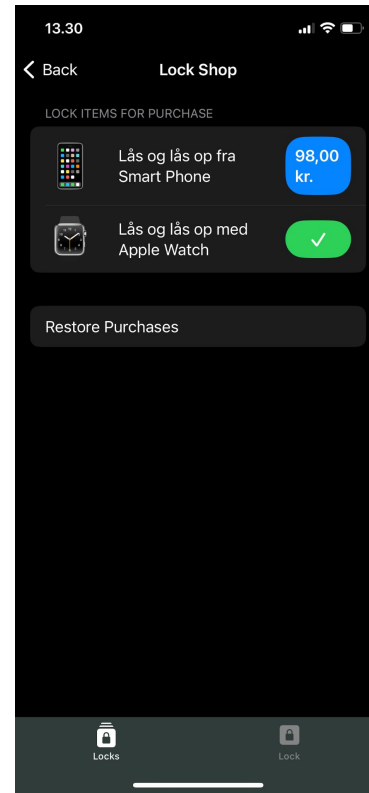 13.30
Back
Lock Shop
LOCK ITEMS FOR PURCHASE
Lås og lås op fra
Smart Phone
98,00
kr.
Lås og lås op med
Apple Watch
Restore Purchases
Locks
Lock